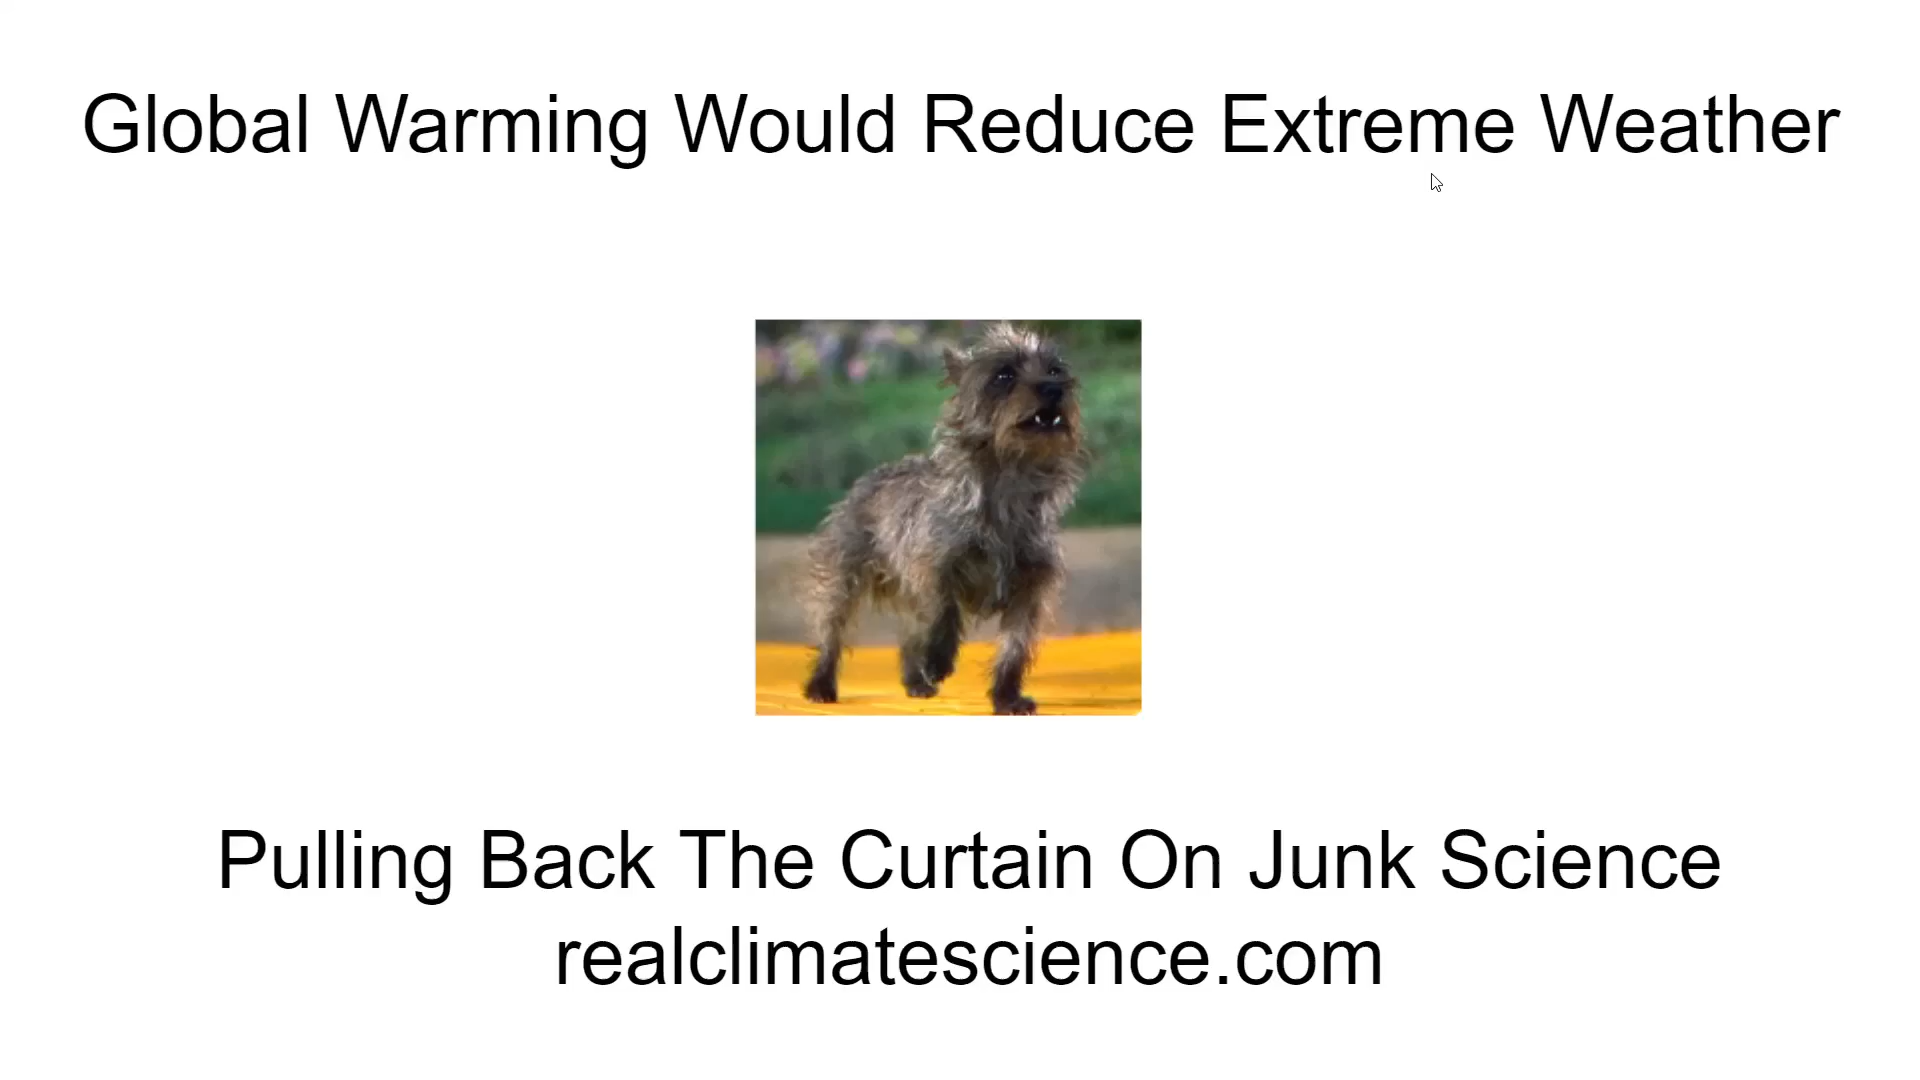 Global Warming Would Reduce Extreme Weather
Pulling Back The Curtain On Junk Science
realclimatescience.com